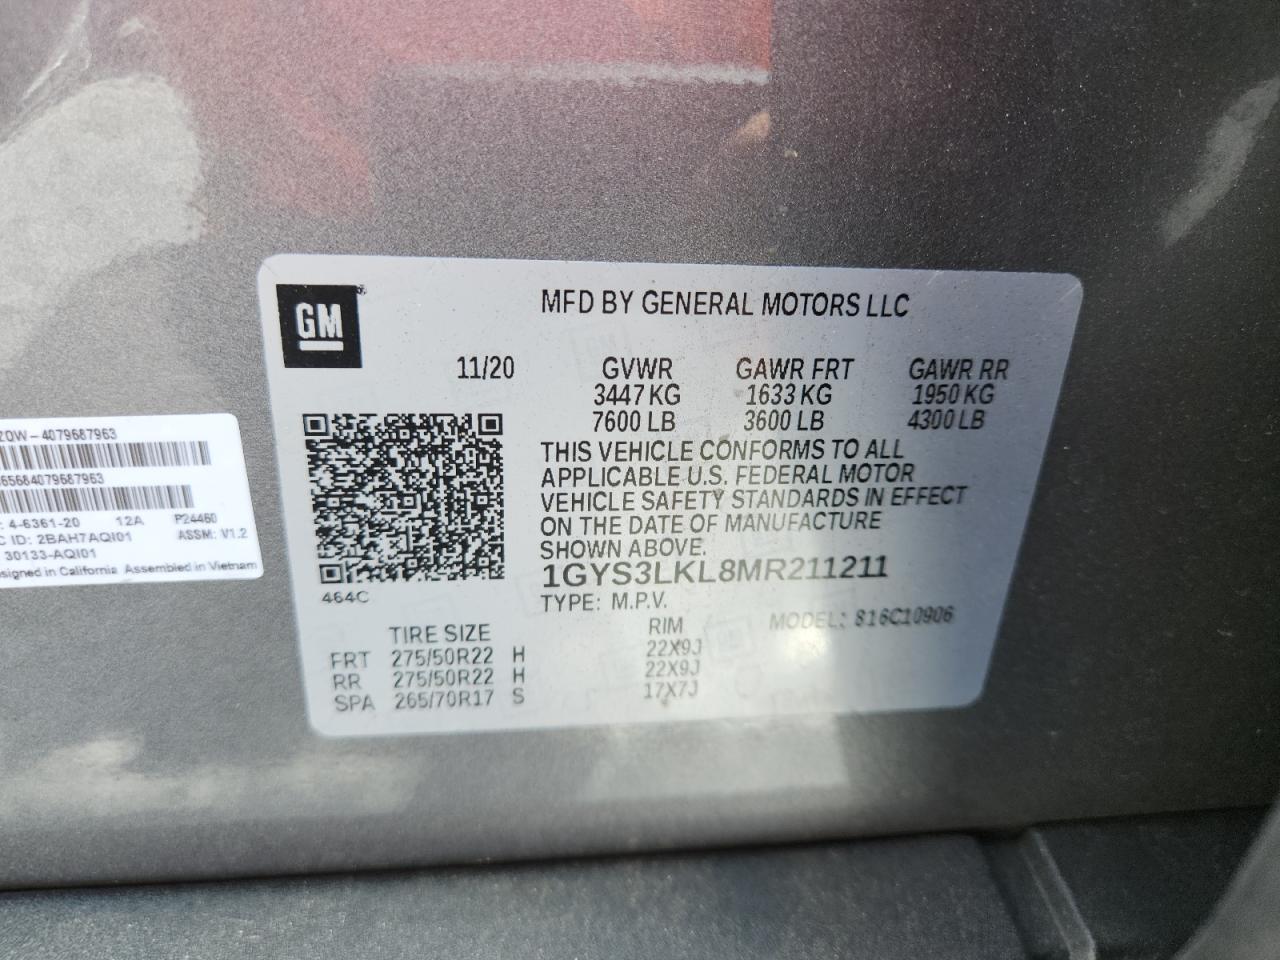 GM
MFD BY GENERAL MOTORS LLC
11/20 GVWR GAWR FRT GAWR RR
3447 KG 1633 KG 1950 KG
7600 LB 3600 LB 4300 LB
THIS VEHICLE CONFORMS TO ALL
APPLICABLE U.S. FEDERAL MOTOR
VEHICLE SAFETY STANDARDS IN EFFECT
ON THE DATE OF MANUFACTURE
SHOWN ABOVE.
1GYS3LKL8MR211211
464C
TYPE: M.P.V.
MODEL: 816C10906
TIRE SIZE RIM
FRT 275/50R22 H 22X9J
RR 275/50R22 H 22X9J
SPA 265/70R17 S 17X7J
ZQW-4079687963
65684079687963
: 4-6361-20 12A P24460
C ID: 2BAH7AQI01 ASSM: V1.2
30133-AQI01
signed in California Assembled in Vietnam